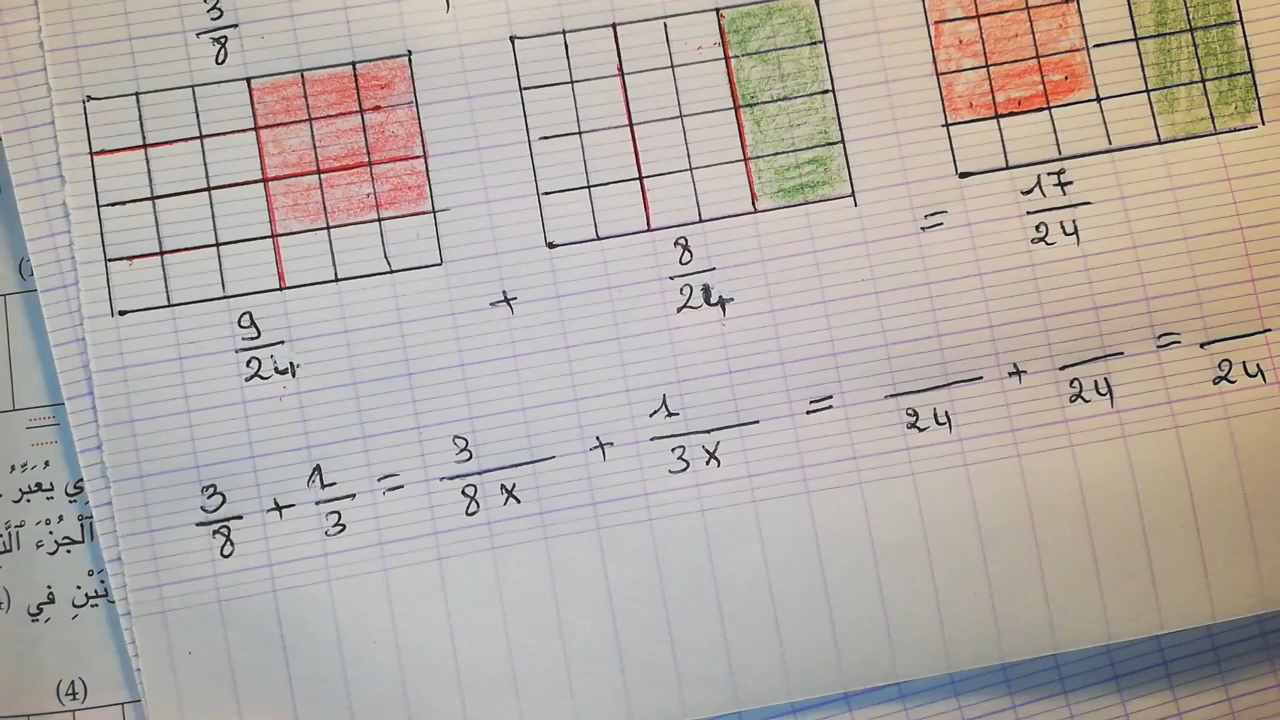 3/8
9/24 + 8/24 = 17/24
3/8 + 1/3 = 3/8 x + 1/3 x = /24 + /24 = /24
يُعَبِّرُ
ٱلْجُزْءَ
فِي
(4)